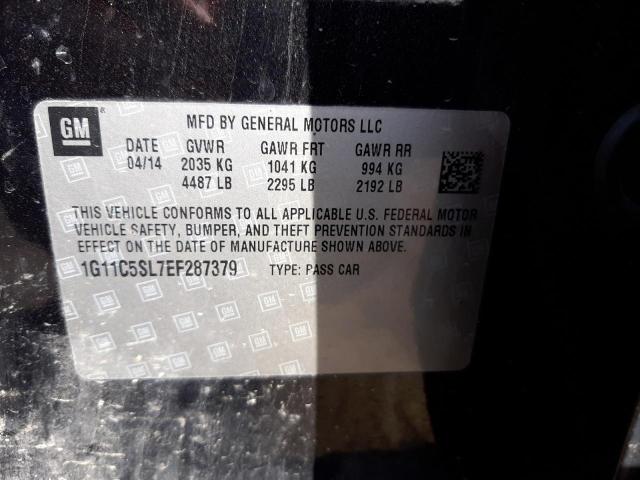 GM
MFD BY GENERAL MOTORS LLC
DATE GVWR GAWR FRT GAWR RR
04/14 2035 KG 1041 KG 994 KG
4487 LB 2295 LB 2192 LB
THIS VEHICLE CONFORMS TO ALL APPLICABLE U.S. FEDERAL MOTOR
VEHICLE SAFETY, BUMPER, AND THEFT PREVENTION STANDARDS IN
EFFECT ON THE DATE OF MANUFACTURE SHOWN ABOVE.
1G11C5SL7EF287379 TYPE: PASS CAR